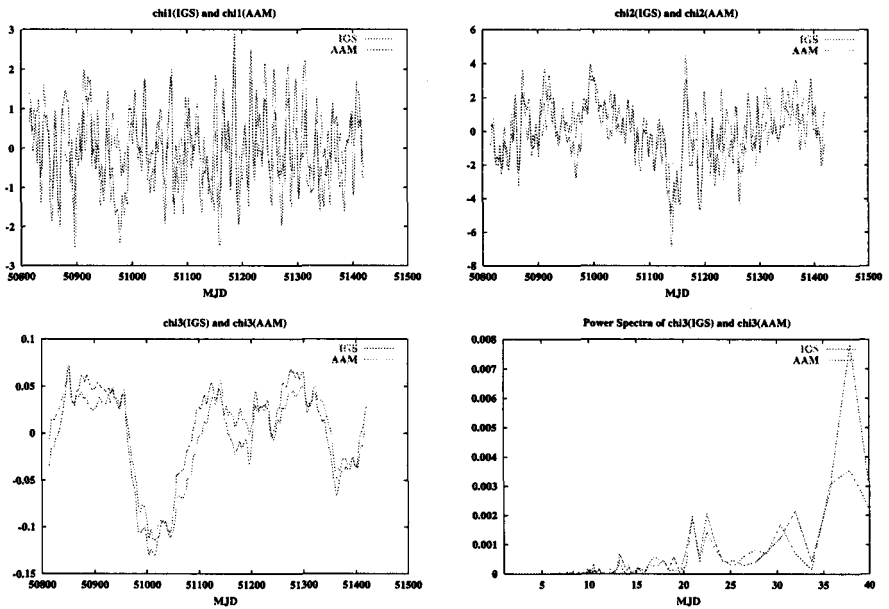 chi1(IGS) and chi1(AAM)
IGS
AAM
3
2
1
0
-1
-2
-3
50800 50900 51000 51100 51200 51300 51400 51500
MJD
chi2(IGS) and chi2(AAM)
IGS
AAM
6
4
2
0
-2
-4
-6
-8
50800 50900 51000 51100 51200 51300 51400 51500
MJD
chi3(IGS) and chi3(AAM)
IGS
AAM
0.1
0.05
0
-0.05
-0.1
-0.15
50800 50900 51000 51100 51200 51300 51400 51500
MJD
Power Spectra of chi3(IGS) and chi3(AAM)
IGS
AAM
0.008
0.007
0.006
0.005
0.004
0.003
0.002
0.001
0
5 10 15 20 25 30 35 40
MJD